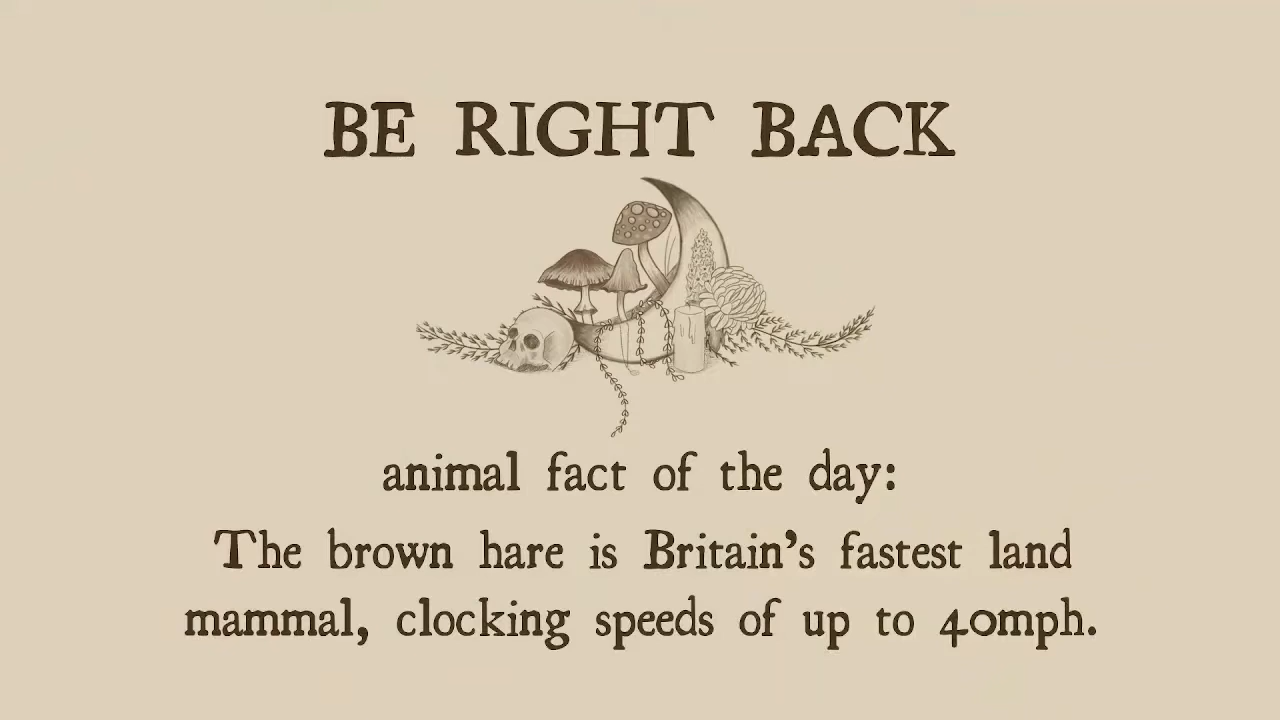 BE RIGHT BACK
animal fact of the day:
The brown hare is Britain's fastest land
mammal, clocking speeds of up to 40mph.